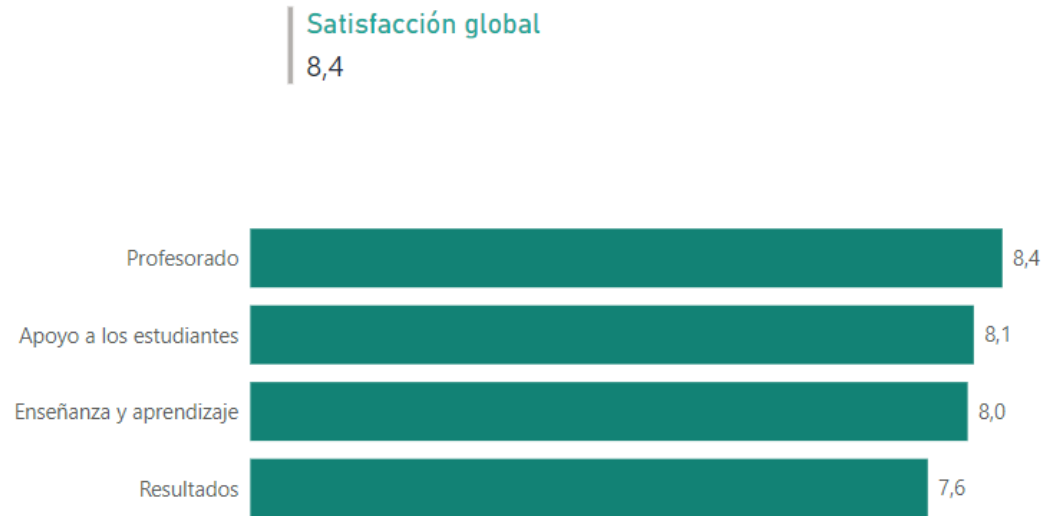 Satisfacción global
8,4
Profesorado 8,4
Apoyo a los estudiantes 8,1
Enseñanza y aprendizaje 8,0
Resultados 7,6